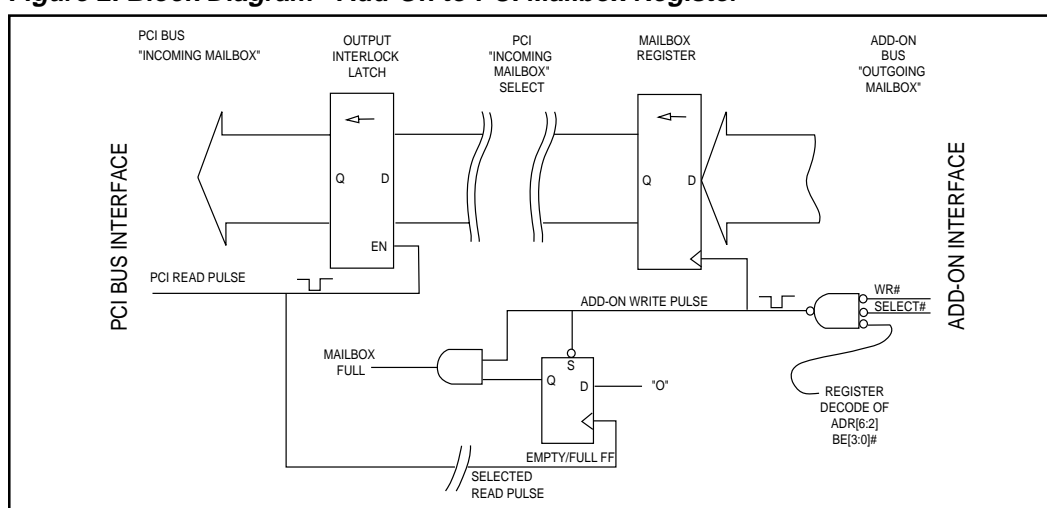 Figure 2. Block Diagram - Add-On to PCI Mailbox Register
PCI BUS
"INCOMING MAILBOX"
OUTPUT
INTERLOCK
LATCH
PCI
"INCOMING
MAILBOX"
SELECT
MAILBOX
REGISTER
ADD-ON
BUS
"OUTGOING
MAILBOX"
PCI BUS INTERFACE
Q D
EN
Q D
ADD-ON INTERFACE
PCI READ PULSE
ADD-ON WRITE PULSE
WR#
SELECT#
MAILBOX
FULL
S
Q D
"O"
REGISTER
DECODE OF
ADR[6:2]
BE[3:0]#
EMPTY/FULL FF
SELECTED
READ PULSE